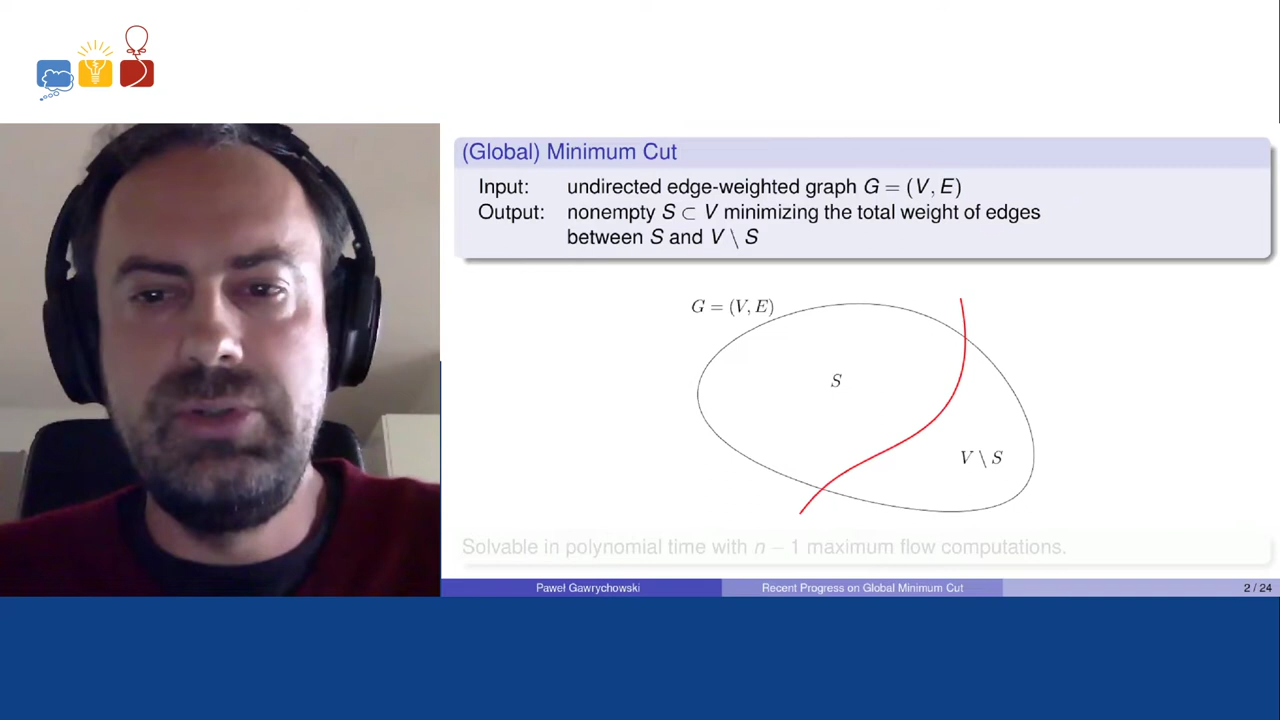 (Global) Minimum Cut
Input: undirected edge-weighted graph G = (V, E)
Output: nonempty S ⊂ V minimizing the total weight of edges
between S and V \ S
G = (V, E)
S
V \ S
Solvable in polynomial time with n − 1 maximum flow computations.
Paweł Gawrychowski Recent Progress on Global Minimum Cut 2 / 24